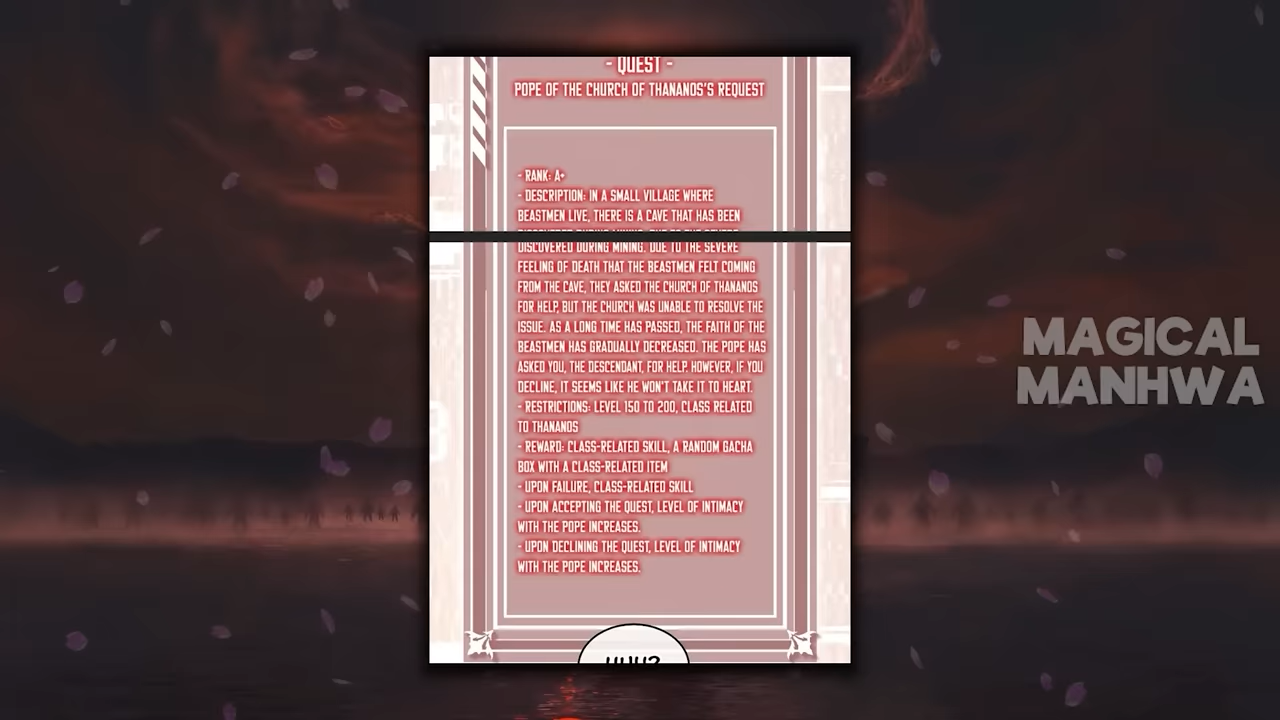 - QUEST -
POPE OF THE CHURCH OF THANANOS'S REQUEST
- RANK: A+
- DESCRIPTION: IN A SMALL VILLAGE WHERE
BEASTMEN LIVE, THERE IS A CAVE THAT HAS BEEN
DISCOVERED DURING MINING. DUE TO THE SEVERE
DISCOVERED DURING MINING. DUE TO THE SEVERE
FEELING OF DEATH THAT THE BEASTMEN FELT COMING
FROM THE CAVE, THEY ASKED THE CHURCH OF THANANOS
FOR HELP, BUT THE CHURCH WAS UNABLE TO RESOLVE THE
ISSUE. AS A LONG TIME HAS PASSED, THE FAITH OF THE
BEASTMEN HAS GRADUALLY DECREASED. THE POPE HAS
ASKED YOU, THE DESCENDANT, FOR HELP. HOWEVER, IF YOU
DECLINE, IT SEEMS LIKE HE WON'T TAKE IT TO HEART.
- RESTRICTIONS: LEVEL 150 TO 200, CLASS RELATED
TO THANANOS
- REWARD: CLASS-RELATED SKILL, A RANDOM GACHA
BOX WITH A CLASS-RELATED ITEM
- UPON FAILURE, CLASS-RELATED SKILL
- UPON ACCEPTING THE QUEST, LEVEL OF INTIMACY
WITH THE POPE INCREASES.
- UPON DECLINING THE QUEST, LEVEL OF INTIMACY
WITH THE POPE INCREASES.
MAGICAL
MANHWA